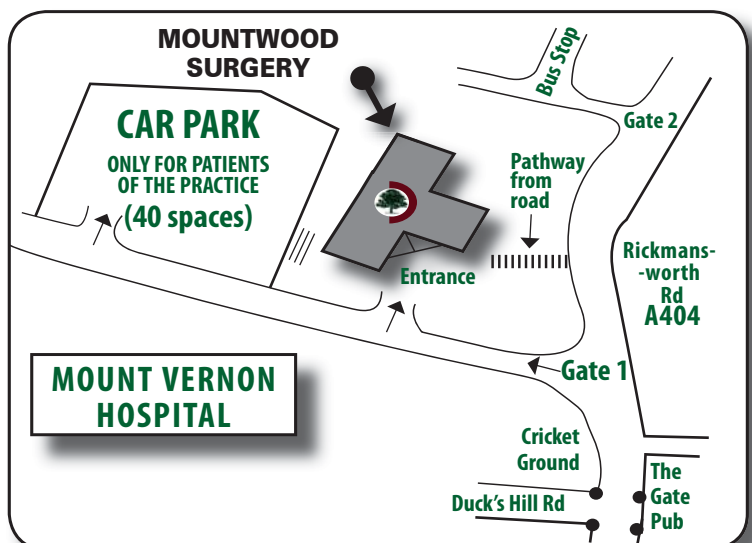 MOUNTWOOD
SURGERY
Bus Stop
CAR PARK
ONLY FOR PATIENTS
OF THE PRACTICE
(40 spaces)
Gate 2
Pathway
from
road
Entrance
Rickmans-
-worth
Rd
A404
Gate 1
MOUNT VERNON
HOSPITAL
Cricket
Ground
Duck's Hill Rd
The
Gate
Pub